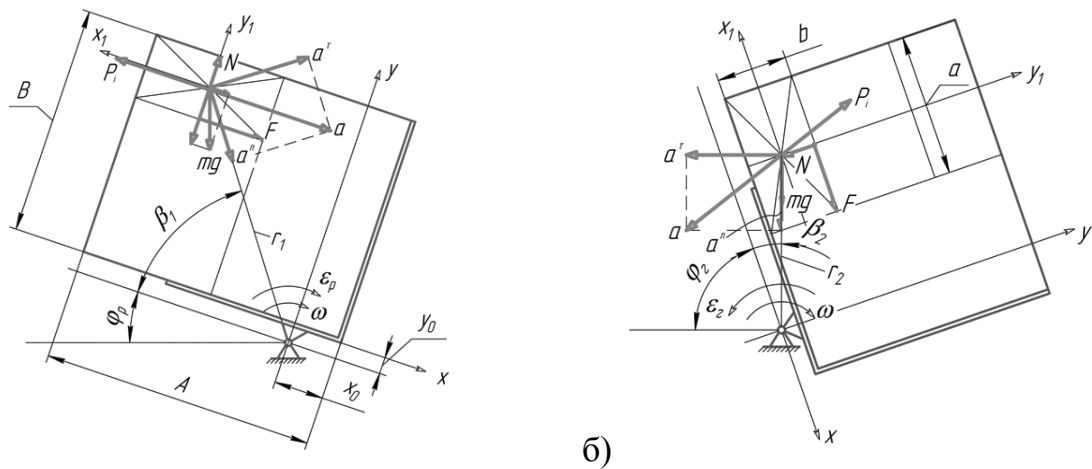 y₁
x₁
N
aᵀ
Pᵢ
y
B
F
a
mg
aⁿ
β₁
r₁
εₚ
ω
φₚ
y₀
x
x₀
A
x₁
b
y₁
Pᵢ
a
aᵀ
N
mg
F
a
aⁿ
β₂
y
φ₂
r₂
ε₂
ω
x
б)